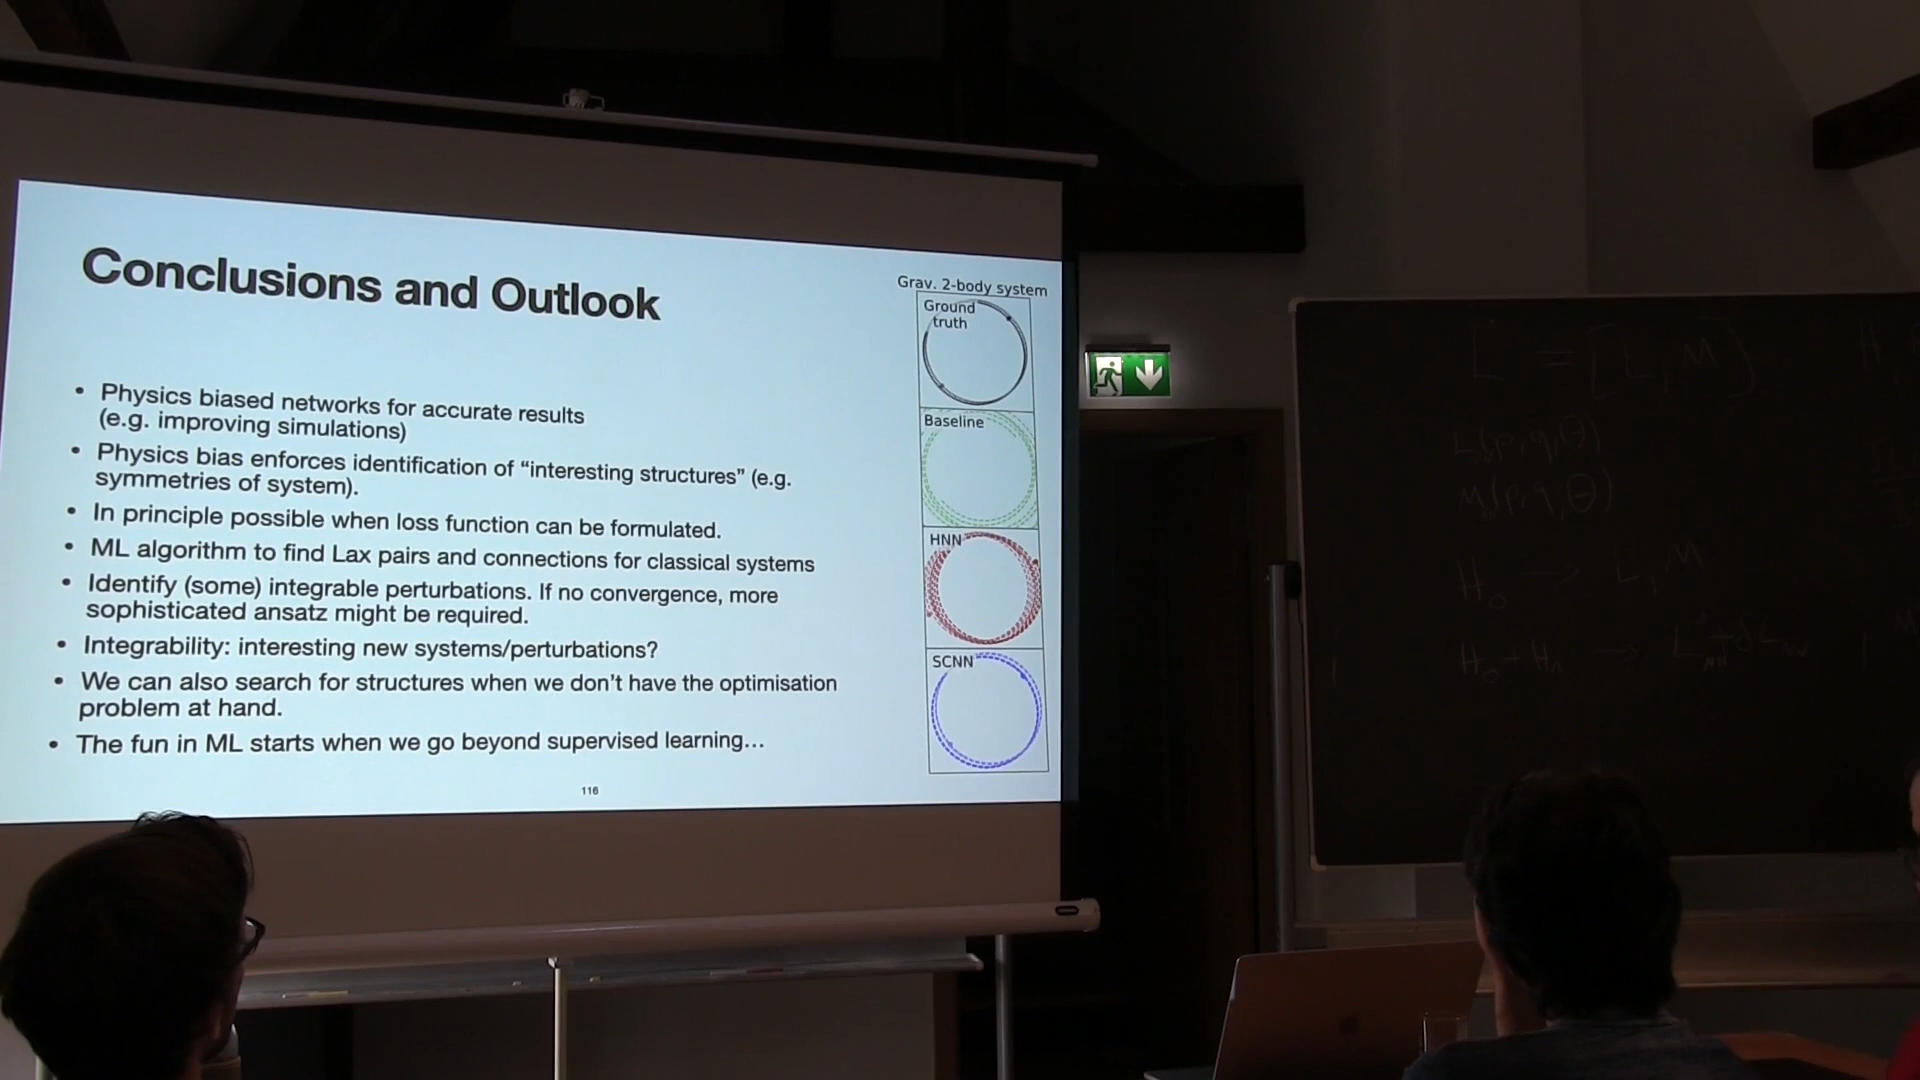 Conclusions and Outlook
• Physics biased networks for accurate results
(e.g. improving simulations)
• Physics bias enforces identification of “interesting structures” (e.g.
symmetries of system).
• In principle possible when loss function can be formulated.
• ML algorithm to find Lax pairs and connections for classical systems
• Identify (some) integrable perturbations. If no convergence, more
sophisticated ansatz might be required.
• Integrability: interesting new systems/perturbations?
• We can also search for structures when we don’t have the optimisation
problem at hand.
• The fun in ML starts when we go beyond supervised learning…
116
Grav. 2-body system
Ground
truth
Baseline
HNN
SCNN
L = [L, M]
L(p, q, θ)
M(p, q, θ)
H₀ → L, M